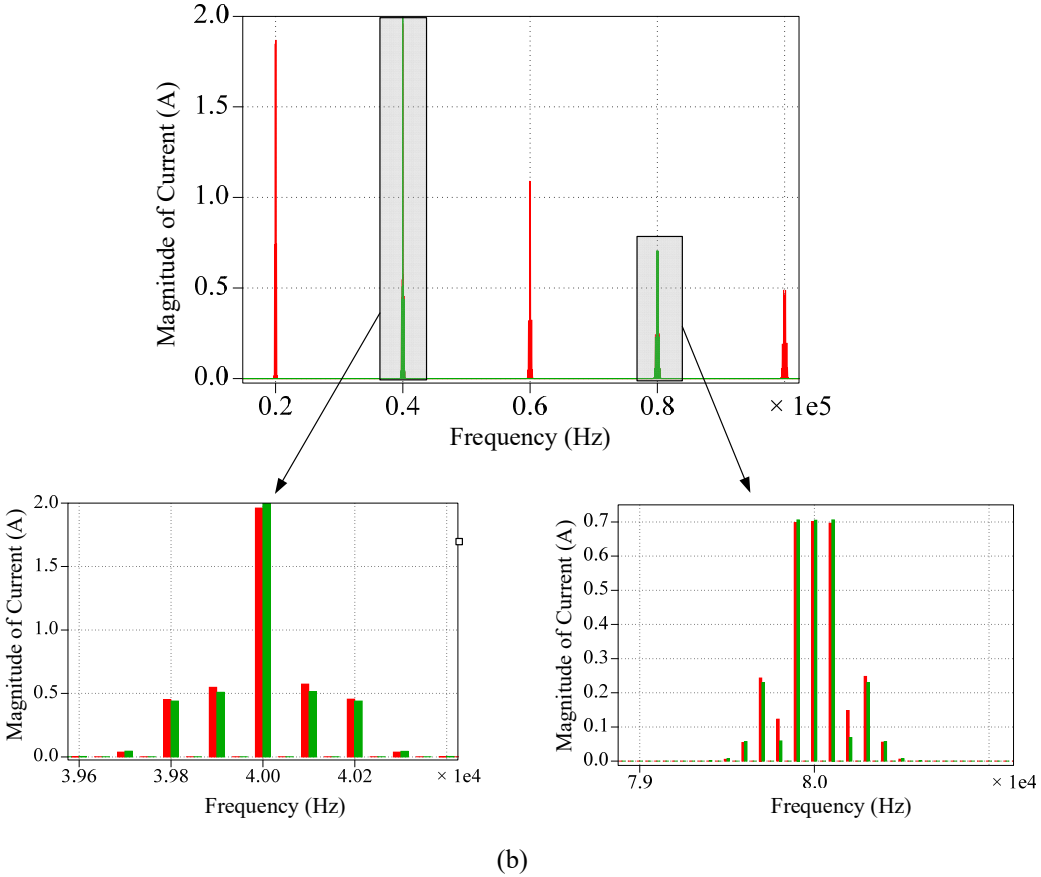 2.0
1.5
1.0
0.5
0.0
Magnitude of Current (A)
0.2 0.4 0.6 0.8 × 1e5
Frequency (Hz)
2.0
1.5
1.0
0.5
0.0
Magnitude of Current (A)
3.96 3.98 4.00 4.02 × 1e4
Frequency (Hz)
0.7
0.6
0.5
0.4
0.3
0.2
0.1
0.0
Magnitude of Current (A)
7.9 8.0 × 1e4
Frequency (Hz)
(b)